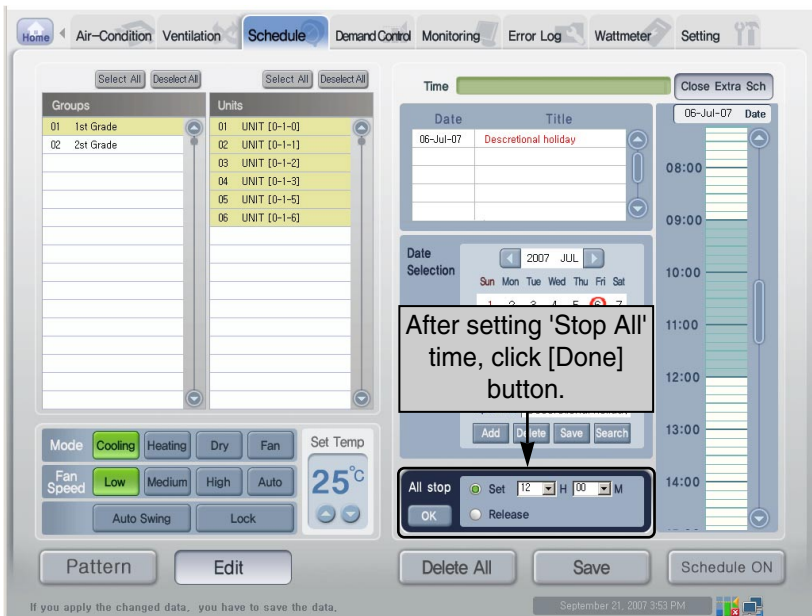 Home Air-Condition Ventilation Schedule Demand Control Monitoring Error Log Wattmeter Setting
Select All Deselect All Select All Deselect All
Groups Units
01 1st Grade
02 2st Grade
01 UNIT [0-1-0]
02 UNIT [0-1-1]
03 UNIT [0-1-2]
04 UNIT [0-1-3]
05 UNIT [0-1-5]
06 UNIT [0-1-6]
Mode Cooling Heating Dry Fan
Fan Speed Low Medium High Auto
Auto Swing Lock
Set Temp
25°C
Time Close Extra Sch
Date Title
06-Jul-07 Descretional holiday
Date Selection
2007 JUL
Sun Mon Tue Wed Thu Fri Sat
1 2 3 4 5 6 7
After setting 'Stop All'
time, click [Done]
button.
Add Delete Save Search
All stop Set 12 H 00 M
OK Release
06-Jul-07 Date
08:00
09:00
10:00
11:00
12:00
13:00
14:00
Pattern Edit Delete All Save Schedule ON
If you apply the changed data, you have to save the data.
September 21, 2007 3:53 PM